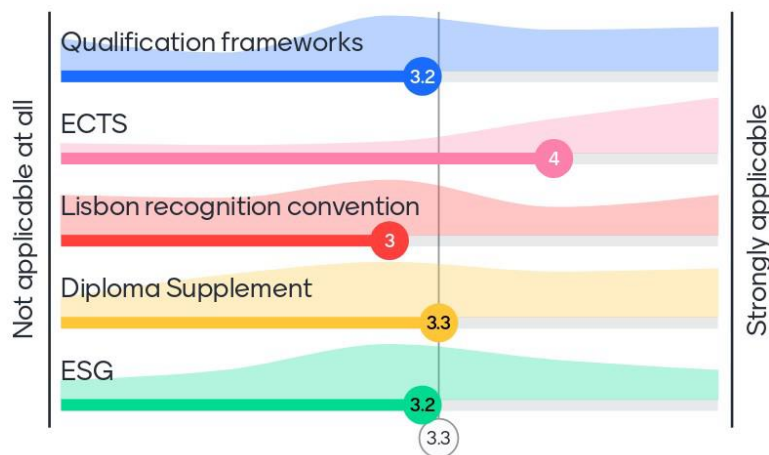 Not applicable at all
Qualification frameworks
3.2
ECTS
4
Lisbon recognition convention
3
Diploma Supplement
3.3
ESG
3.2
3.3
Strongly applicable